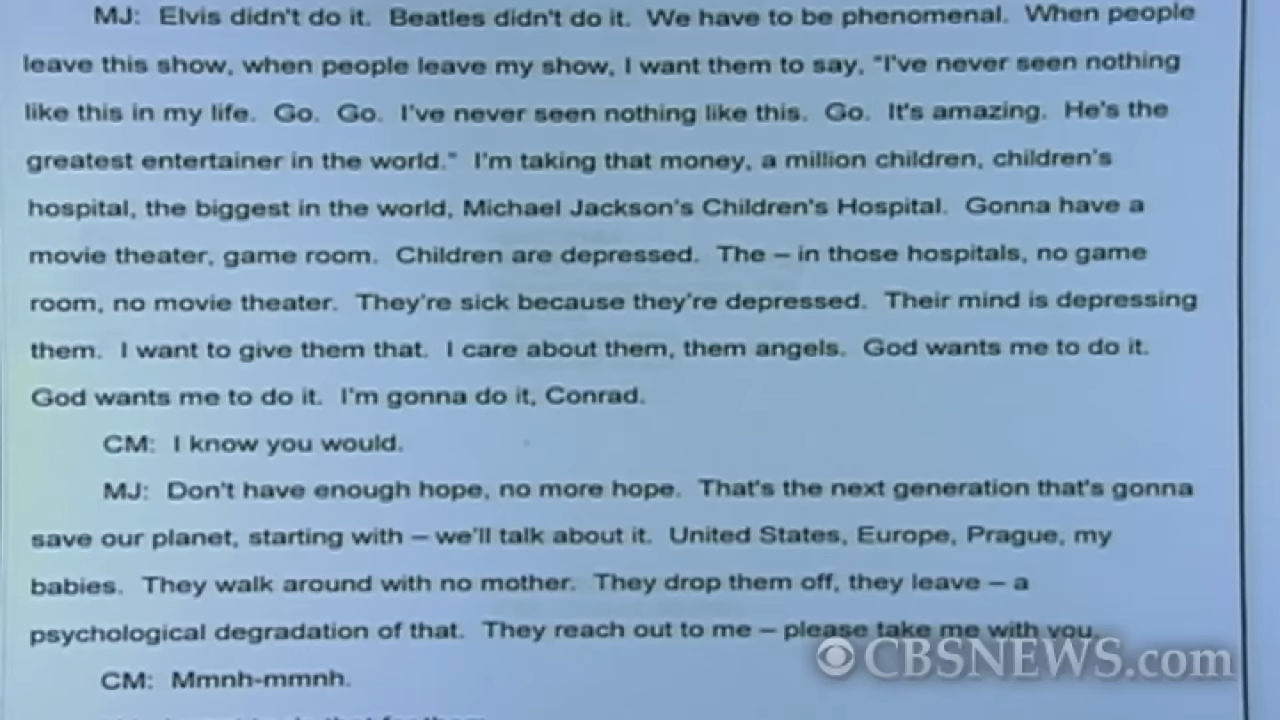 MJ: Elvis didn't do it. Beatles didn't do it. We have to be phenomenal. When people
leave this show, when people leave my show, I want them to say, "I've never seen nothing
like this in my life. Go. Go. I've never seen nothing like this. Go. It's amazing. He's the
greatest entertainer in the world." I'm taking that money, a million children, children's
hospital, the biggest in the world, Michael Jackson's Children's Hospital. Gonna have a
movie theater, game room. Children are depressed. The – in those hospitals, no game
room, no movie theater. They're sick because they're depressed. Their mind is depressing
them. I want to give them that. I care about them, them angels. God wants me to do it.
God wants me to do it. I'm gonna do it, Conrad.
CM: I know you would.
MJ: Don't have enough hope, no more hope. That's the next generation that's gonna
save our planet, starting with – we'll talk about it. United States, Europe, Prague, my
babies. They walk around with no mother. They drop them off, they leave – a
psychological degradation of that. They reach out to me – please take me with you.
CBSNEWS.com
CM: Mmnh-mmnh.